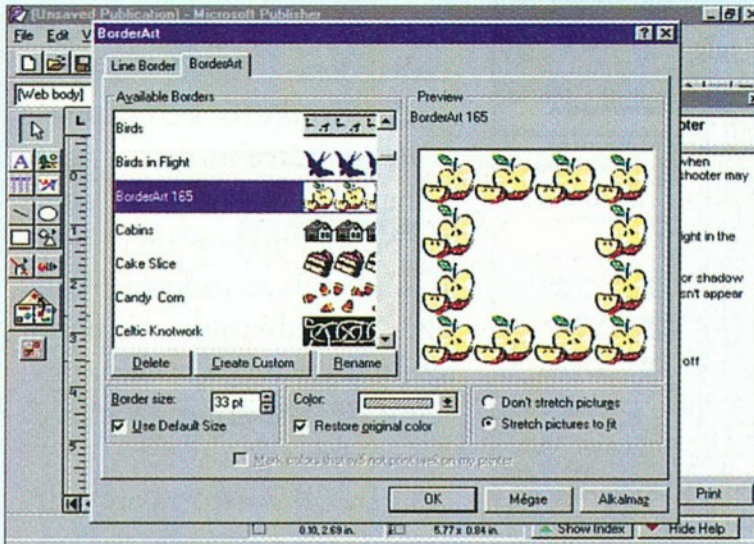 [Unsaved Publication] - Microsoft Publisher
File Edit V
BorderArt
Line Border BorderArt
[Web body]
Available Borders
Birds
Birds in Flight
BorderArt 165
Cabins
Cake Slice
Candy Corn
Celtic Knotwork
Delete Create Custom Rename
Preview
BorderArt 165
Border size: 33 pt
Use Default Size
Color:
Restore original color
Don't stretch pictures
Stretch pictures to fit
Mark colors that will not print well on my printer
OK Mégse Alkalmaz
oter
when
shooter may
ight in the
or shadow
sn't appear
off
Print
0.10, 2.69 in. 5.77 x 0.84 in. Show Index Hide Help